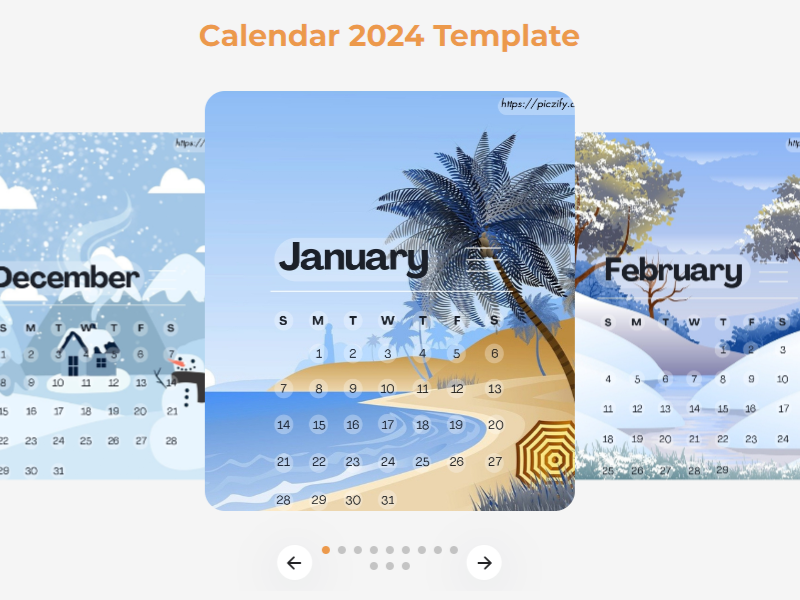 Calendar 2024 Template
https://
December
S M T W T F S
1 2 3 4 5 6 7
8 9 10 11 12 13 14
15 16 17 18 19 20 21
22 23 24 25 26 27 28
29 30 31
https://piczify.c
January
S M T W T F S
1 2 3 4 5 6
7 8 9 10 11 12 13
14 15 16 17 18 19 20
21 22 23 24 25 26 27
28 29 30 31
http
February
S M T W T F S
1 2 3
4 5 6 7 8 9 10
11 12 13 14 15 16 17
18 19 20 21 22 23 24
25 26 27 28 29